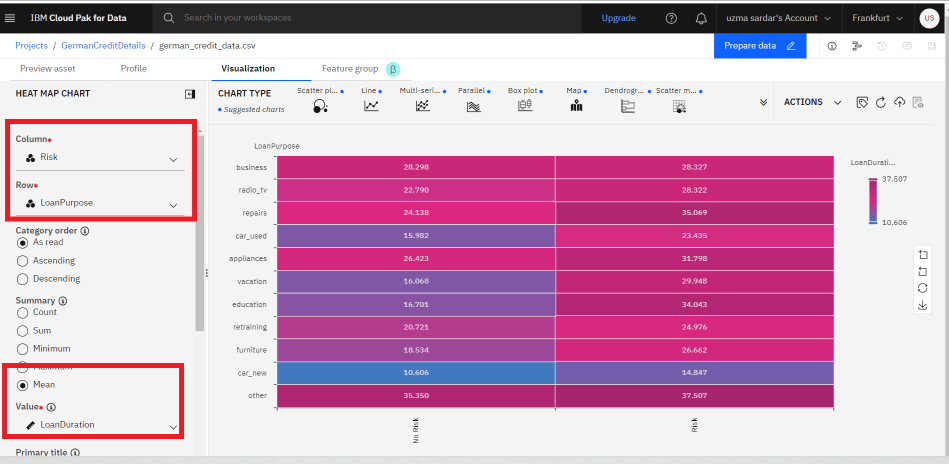 IBM Cloud Pak for Data
Search in your workspaces
Upgrade
uzma sardar's Account
Frankfurt
US
Projects / GermanCreditDetails / german_credit_data.csv
Prepare data
Preview asset
Profile
Visualization
Feature group β
HEAT MAP CHART
CHART TYPE
• Suggested charts
Scatter pl...
Line
Multi-seri...
Parallel
Box plot
Map
Dendrogr...
Scatter m...
ACTIONS
Column*
Risk
Row*
LoanPurpose
Category order
As read
Ascending
Descending
Summary
Count
Sum
Minimum
Maximum
Mean
Value*
LoanDuration
Primary title
LoanPurpose
business 28.298 28.327
radio_tv 22.790 28.322
repairs 24.138 35.069
car_used 15.982 23.435
appliances 26.423 31.798
vacation 16.068 29.948
education 16.701 34.043
retraining 20.721 24.976
furniture 18.534 26.662
car_new 10.606 14.847
other 35.350 37.507
No Risk
Risk
LoanDurati...
37.507
10.606